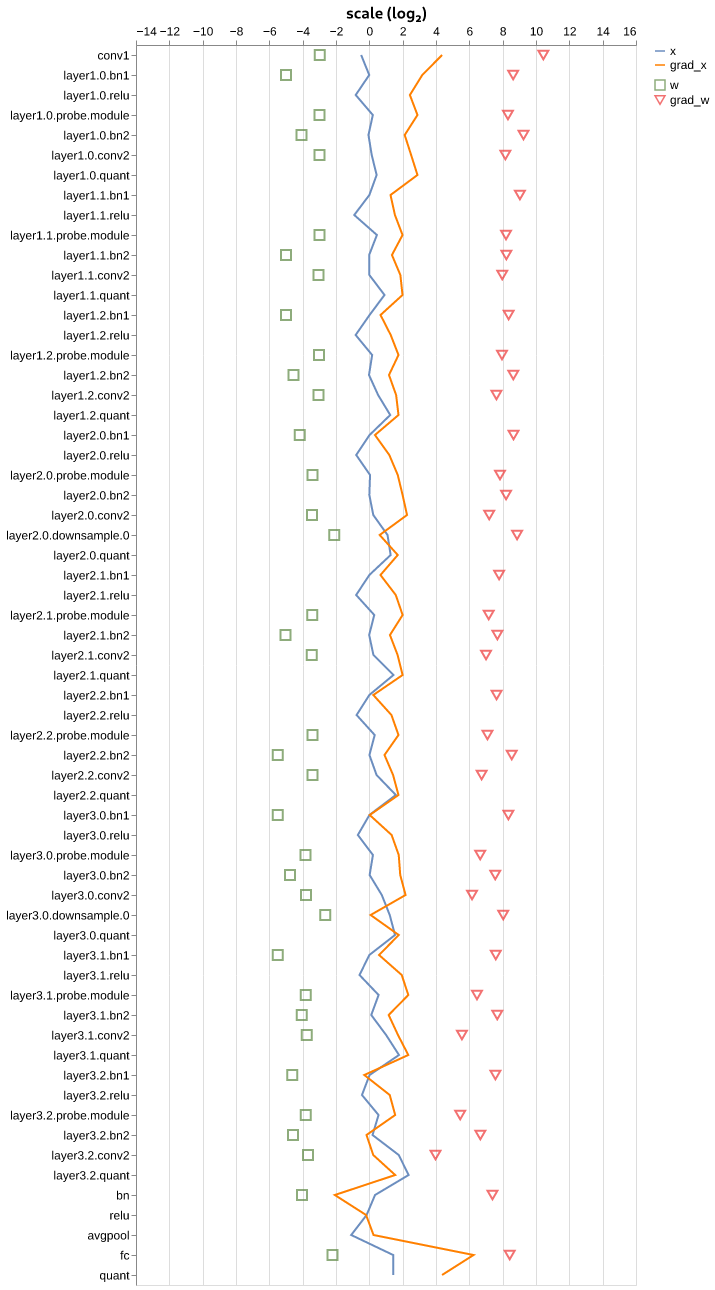 scale (log₂)
−14 −12 −10 −8 −6 −4 −2 0 2 4 6 8 10 12 14 16
x
grad_x
w
grad_w
conv1
layer1.0.bn1
layer1.0.relu
layer1.0.probe.module
layer1.0.bn2
layer1.0.conv2
layer1.0.quant
layer1.1.bn1
layer1.1.relu
layer1.1.probe.module
layer1.1.bn2
layer1.1.conv2
layer1.1.quant
layer1.2.bn1
layer1.2.relu
layer1.2.probe.module
layer1.2.bn2
layer1.2.conv2
layer1.2.quant
layer2.0.bn1
layer2.0.relu
layer2.0.probe.module
layer2.0.bn2
layer2.0.conv2
layer2.0.downsample.0
layer2.0.quant
layer2.1.bn1
layer2.1.relu
layer2.1.probe.module
layer2.1.bn2
layer2.1.conv2
layer2.1.quant
layer2.2.bn1
layer2.2.relu
layer2.2.probe.module
layer2.2.bn2
layer2.2.conv2
layer2.2.quant
layer3.0.bn1
layer3.0.relu
layer3.0.probe.module
layer3.0.bn2
layer3.0.conv2
layer3.0.downsample.0
layer3.0.quant
layer3.1.bn1
layer3.1.relu
layer3.1.probe.module
layer3.1.bn2
layer3.1.conv2
layer3.1.quant
layer3.2.bn1
layer3.2.relu
layer3.2.probe.module
layer3.2.bn2
layer3.2.conv2
layer3.2.quant
bn
relu
avgpool
fc
quant